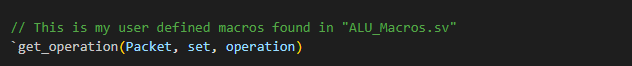 // This is my user defined macros found in "ALU_Macros.sv"
`get_operation(Packet, set, operation)